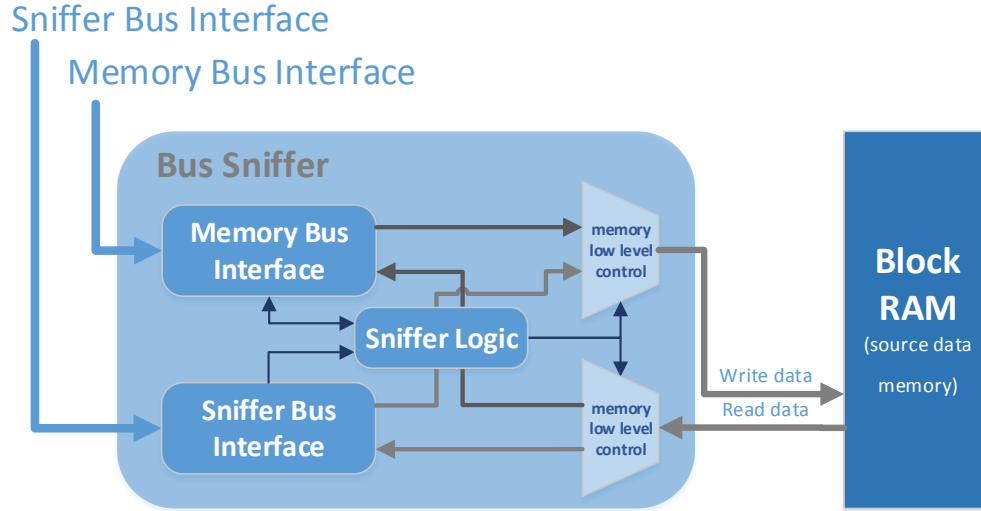 Sniffer Bus Interface
Memory Bus Interface
Bus Sniffer
Memory Bus
Interface
memory
low level
control
Block
RAM
(source data
memory)
Sniffer Logic
Write data
Read data
Sniffer Bus
Interface
memory
low level
control